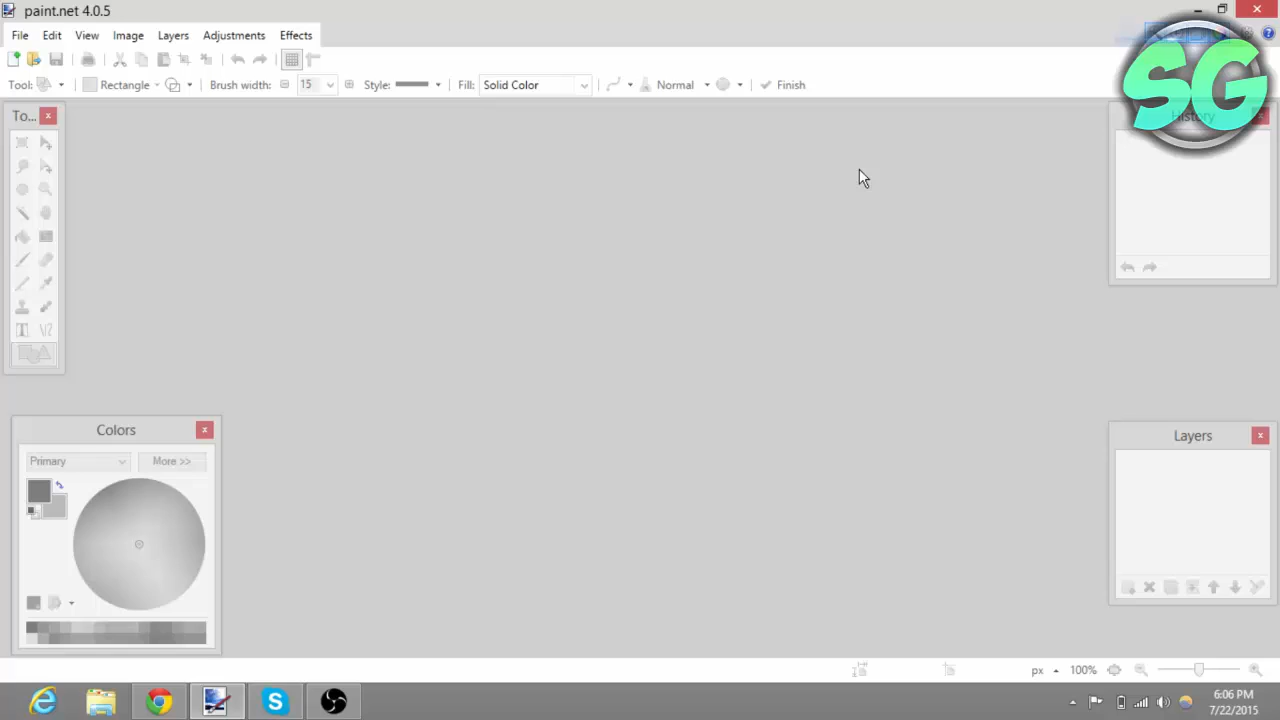 paint.net 4.0.5
File Edit View Image Layers Adjustments Effects
Tool: Rectangle Brush width: 15 Style: Fill: Solid Color Normal Finish
To...
History
SG
Colors
Primary More >>
Layers
px 100%
6:06 PM
7/22/2015